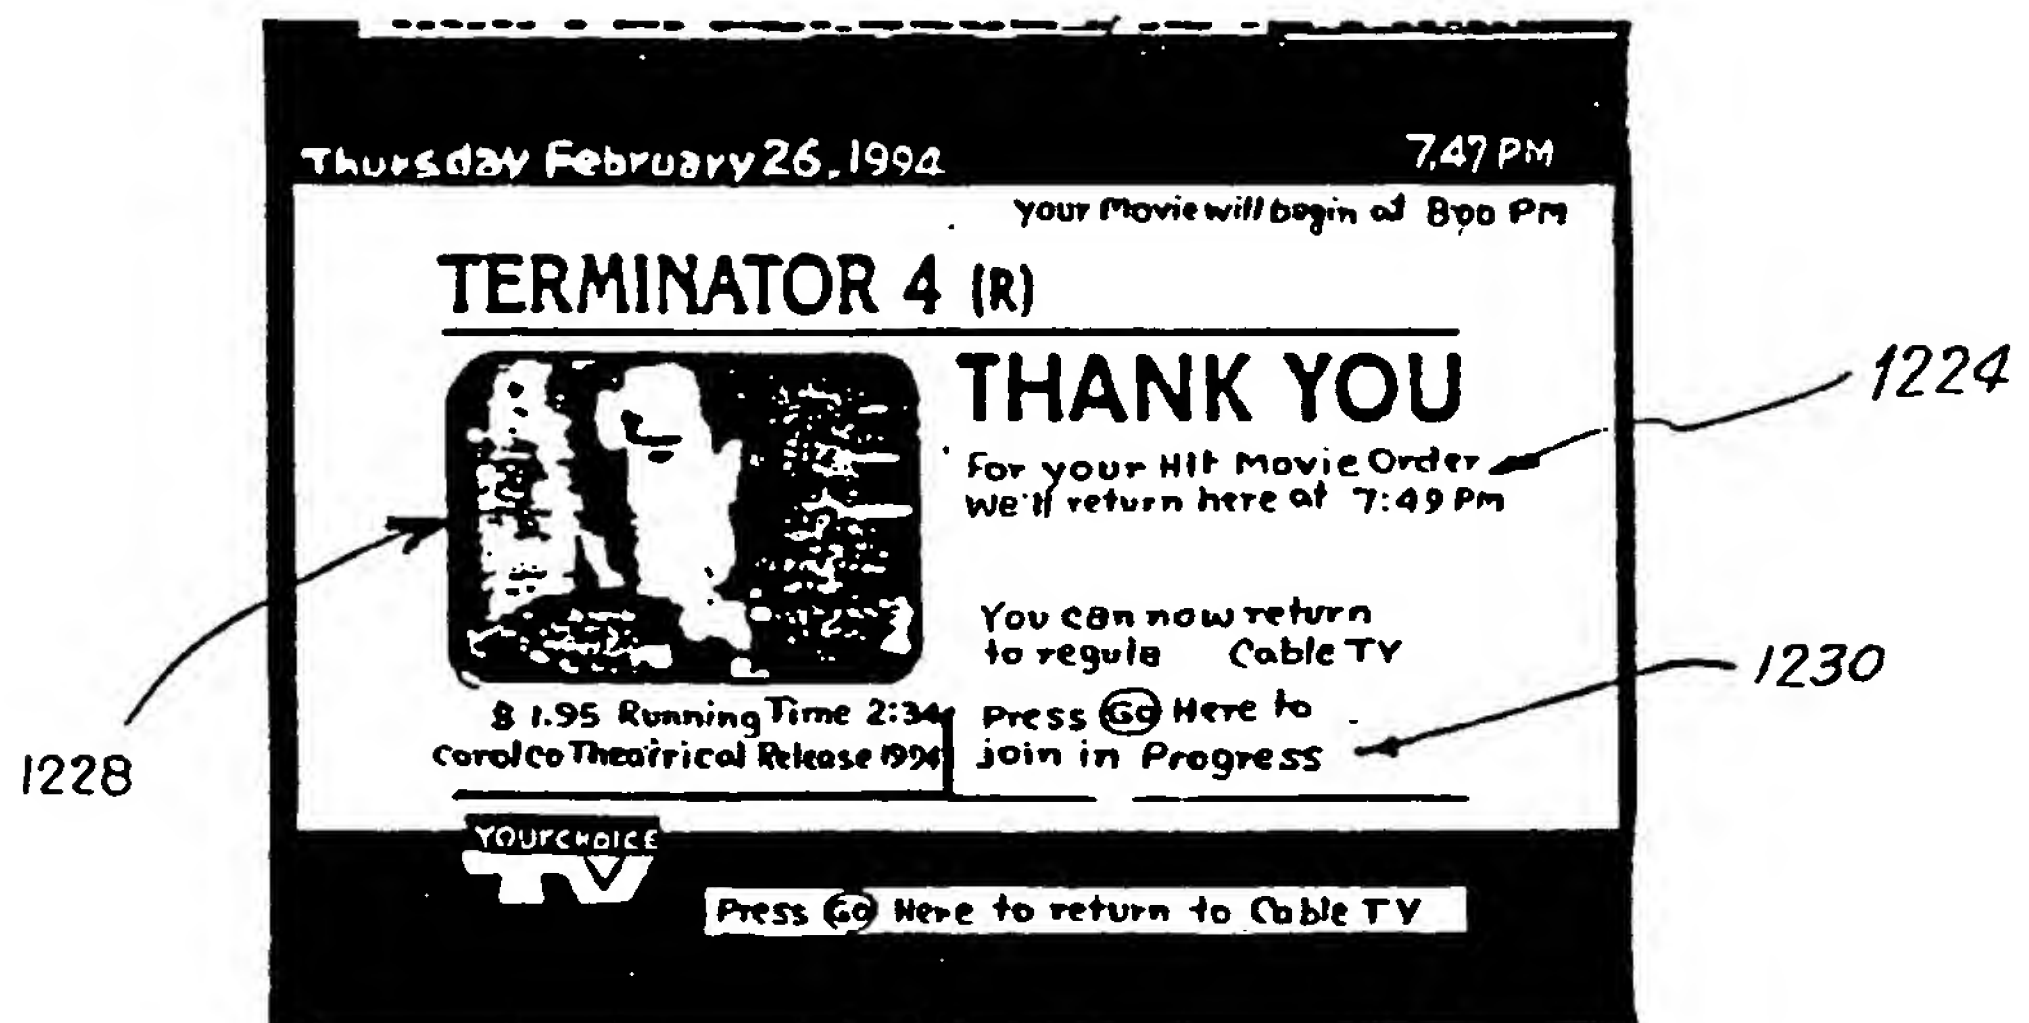 Thursday February 26, 1994 7,47 PM
your Movie will begin at 8:00 PM
TERMINATOR 4 (R)
THANK YOU
1224
For your Hit Movie Order
We'll return here at 7:49 Pm
You can now return
to regula Cable TV
1230
$ 1.95 Running Time 2:34
Carolco Theatrical Release 1994
Press GO Here to
join in Progress
1228
YOUR CHOICE
TV
Press GO Here to return to Cable TV